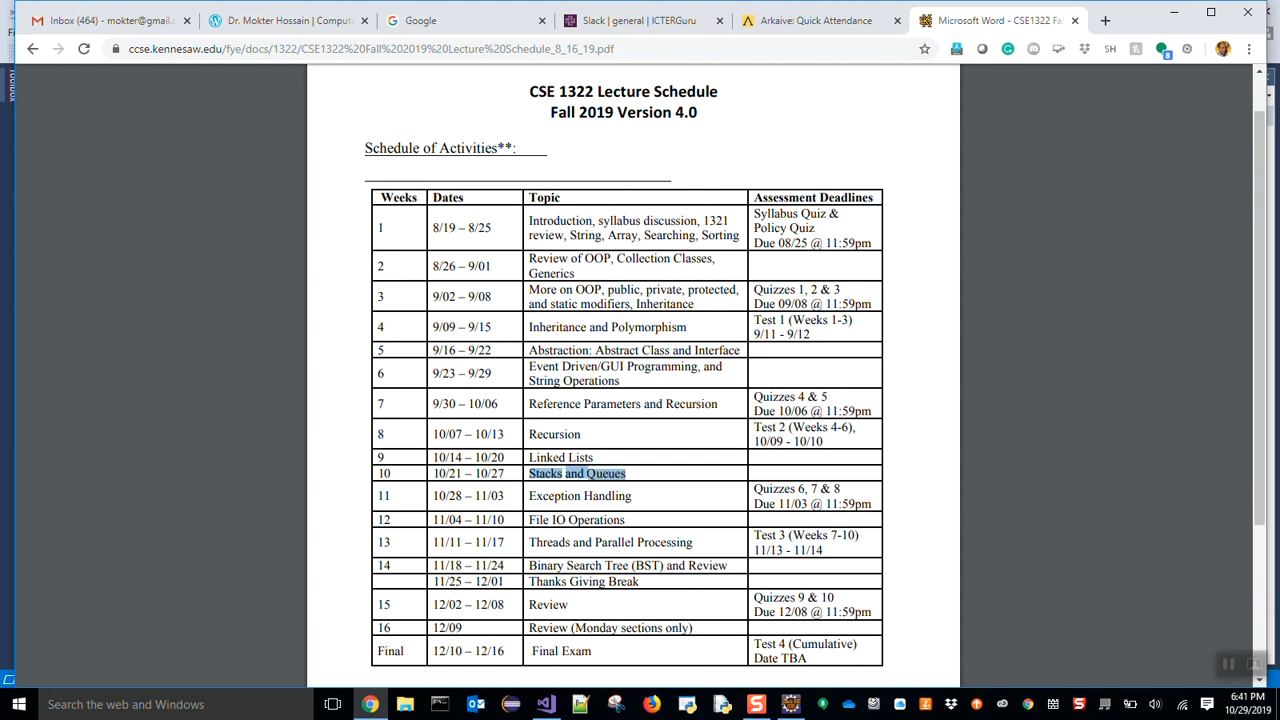 Inbox (464) - mokter@gmail.c
Dr. Mokter Hossain | Comput
Google
Slack | general | ICTERGuru
Arkaive: Quick Attendance
Microsoft Word - CSE1322 Fa
ccse.kennesaw.edu/fye/docs/1322/CSE1322%20Fall%202019%20Lecture%20Schedule_8_16_19.pdf
SH
8
CSE 1322 Lecture Schedule
Fall 2019 Version 4.0
Schedule of Activities**:
Weeks Dates Topic Assessment Deadlines
1 8/19 – 8/25 Introduction, syllabus discussion, 1321 review, String, Array, Searching, Sorting Syllabus Quiz & Policy Quiz Due 08/25 @ 11:59pm
2 8/26 – 9/01 Review of OOP, Collection Classes, Generics
3 9/02 – 9/08 More on OOP, public, private, protected, and static modifiers, Inheritance Quizzes 1, 2 & 3 Due 09/08 @ 11:59pm
4 9/09 – 9/15 Inheritance and Polymorphism Test 1 (Weeks 1-3) 9/11 - 9/12
5 9/16 – 9/22 Abstraction: Abstract Class and Interface
6 9/23 – 9/29 Event Driven/GUI Programming, and String Operations
7 9/30 – 10/06 Reference Parameters and Recursion Quizzes 4 & 5 Due 10/06 @ 11:59pm
8 10/07 – 10/13 Recursion Test 2 (Weeks 4-6), 10/09 - 10/10
9 10/14 – 10/20 Linked Lists
10 10/21 – 10/27 Stacks and Queues
11 10/28 – 11/03 Exception Handling Quizzes 6, 7 & 8 Due 11/03 @ 11:59pm
12 11/04 – 11/10 File IO Operations
13 11/11 – 11/17 Threads and Parallel Processing Test 3 (Weeks 7-10) 11/13 - 11/14
14 11/18 – 11/24 Binary Search Tree (BST) and Review
11/25 – 12/01 Thanks Giving Break
15 12/02 – 12/08 Review Quizzes 9 & 10 Due 12/08 @ 11:59pm
16 12/09 Review (Monday sections only)
Final 12/10 – 12/16 Final Exam Test 4 (Cumulative) Date TBA
Search the web and Windows
6:41 PM
10/29/2019